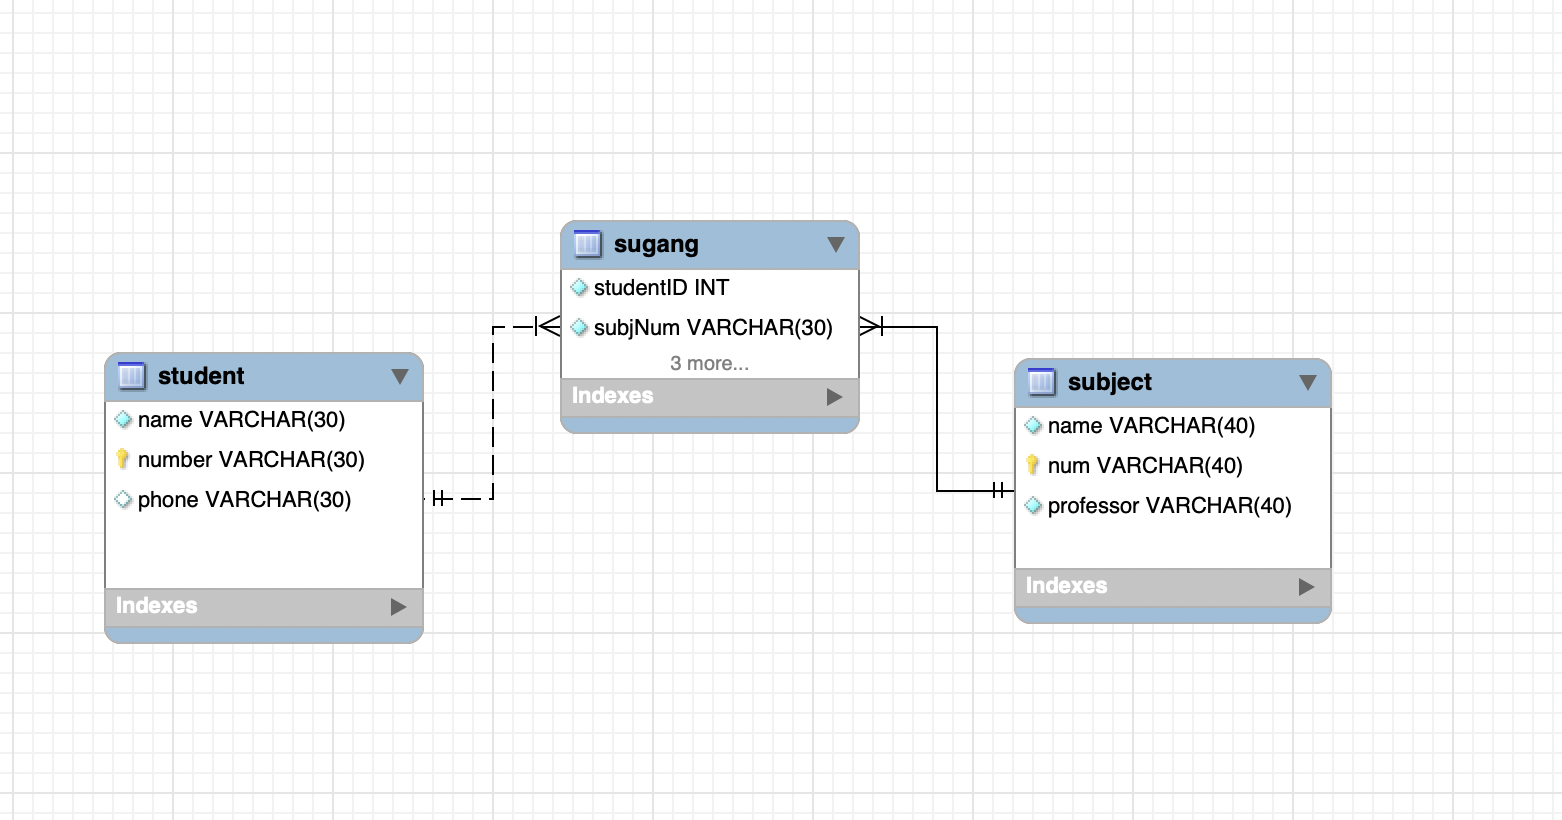 sugang
studentID INT
subjNum VARCHAR(30)
3 more...
Indexes
student
name VARCHAR(30)
number VARCHAR(30)
phone VARCHAR(30)
Indexes
subject
name VARCHAR(40)
num VARCHAR(40)
professor VARCHAR(40)
Indexes